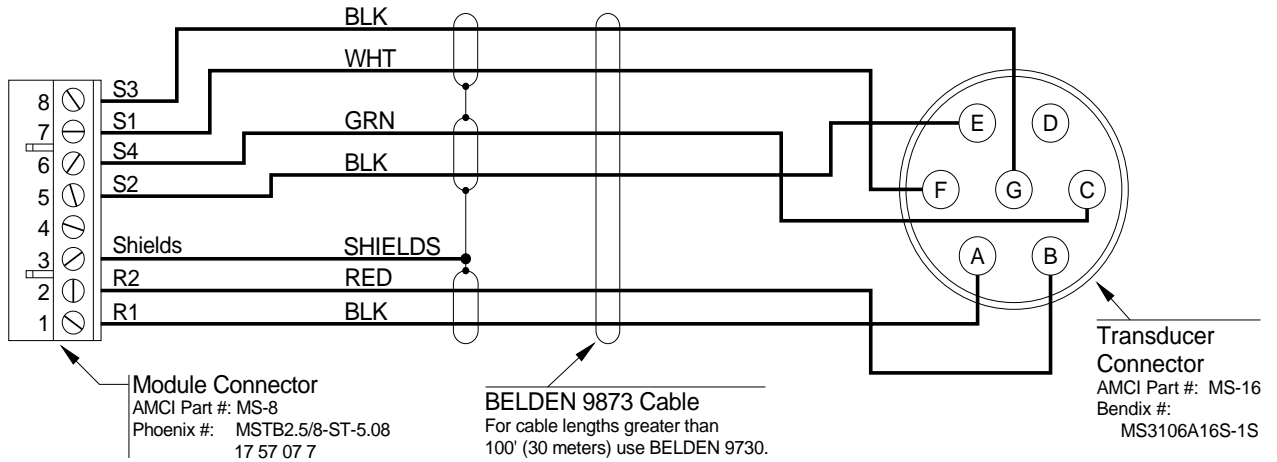 BLK
WHT
GRN
BLK
SHIELDS
RED
BLK
8 S3
7 S1
6 S4
5 S2
4
3 Shields
2 R2
1 R1
E D
F G C
A B
Module Connector
AMCI Part #: MS-8
Phoenix #: MSTB2.5/8-ST-5.08
17 57 07 7
BELDEN 9873 Cable
For cable lengths greater than
100' (30 meters) use BELDEN 9730.
Transducer
Connector
AMCI Part #: MS-16
Bendix #:
MS3106A16S-1S